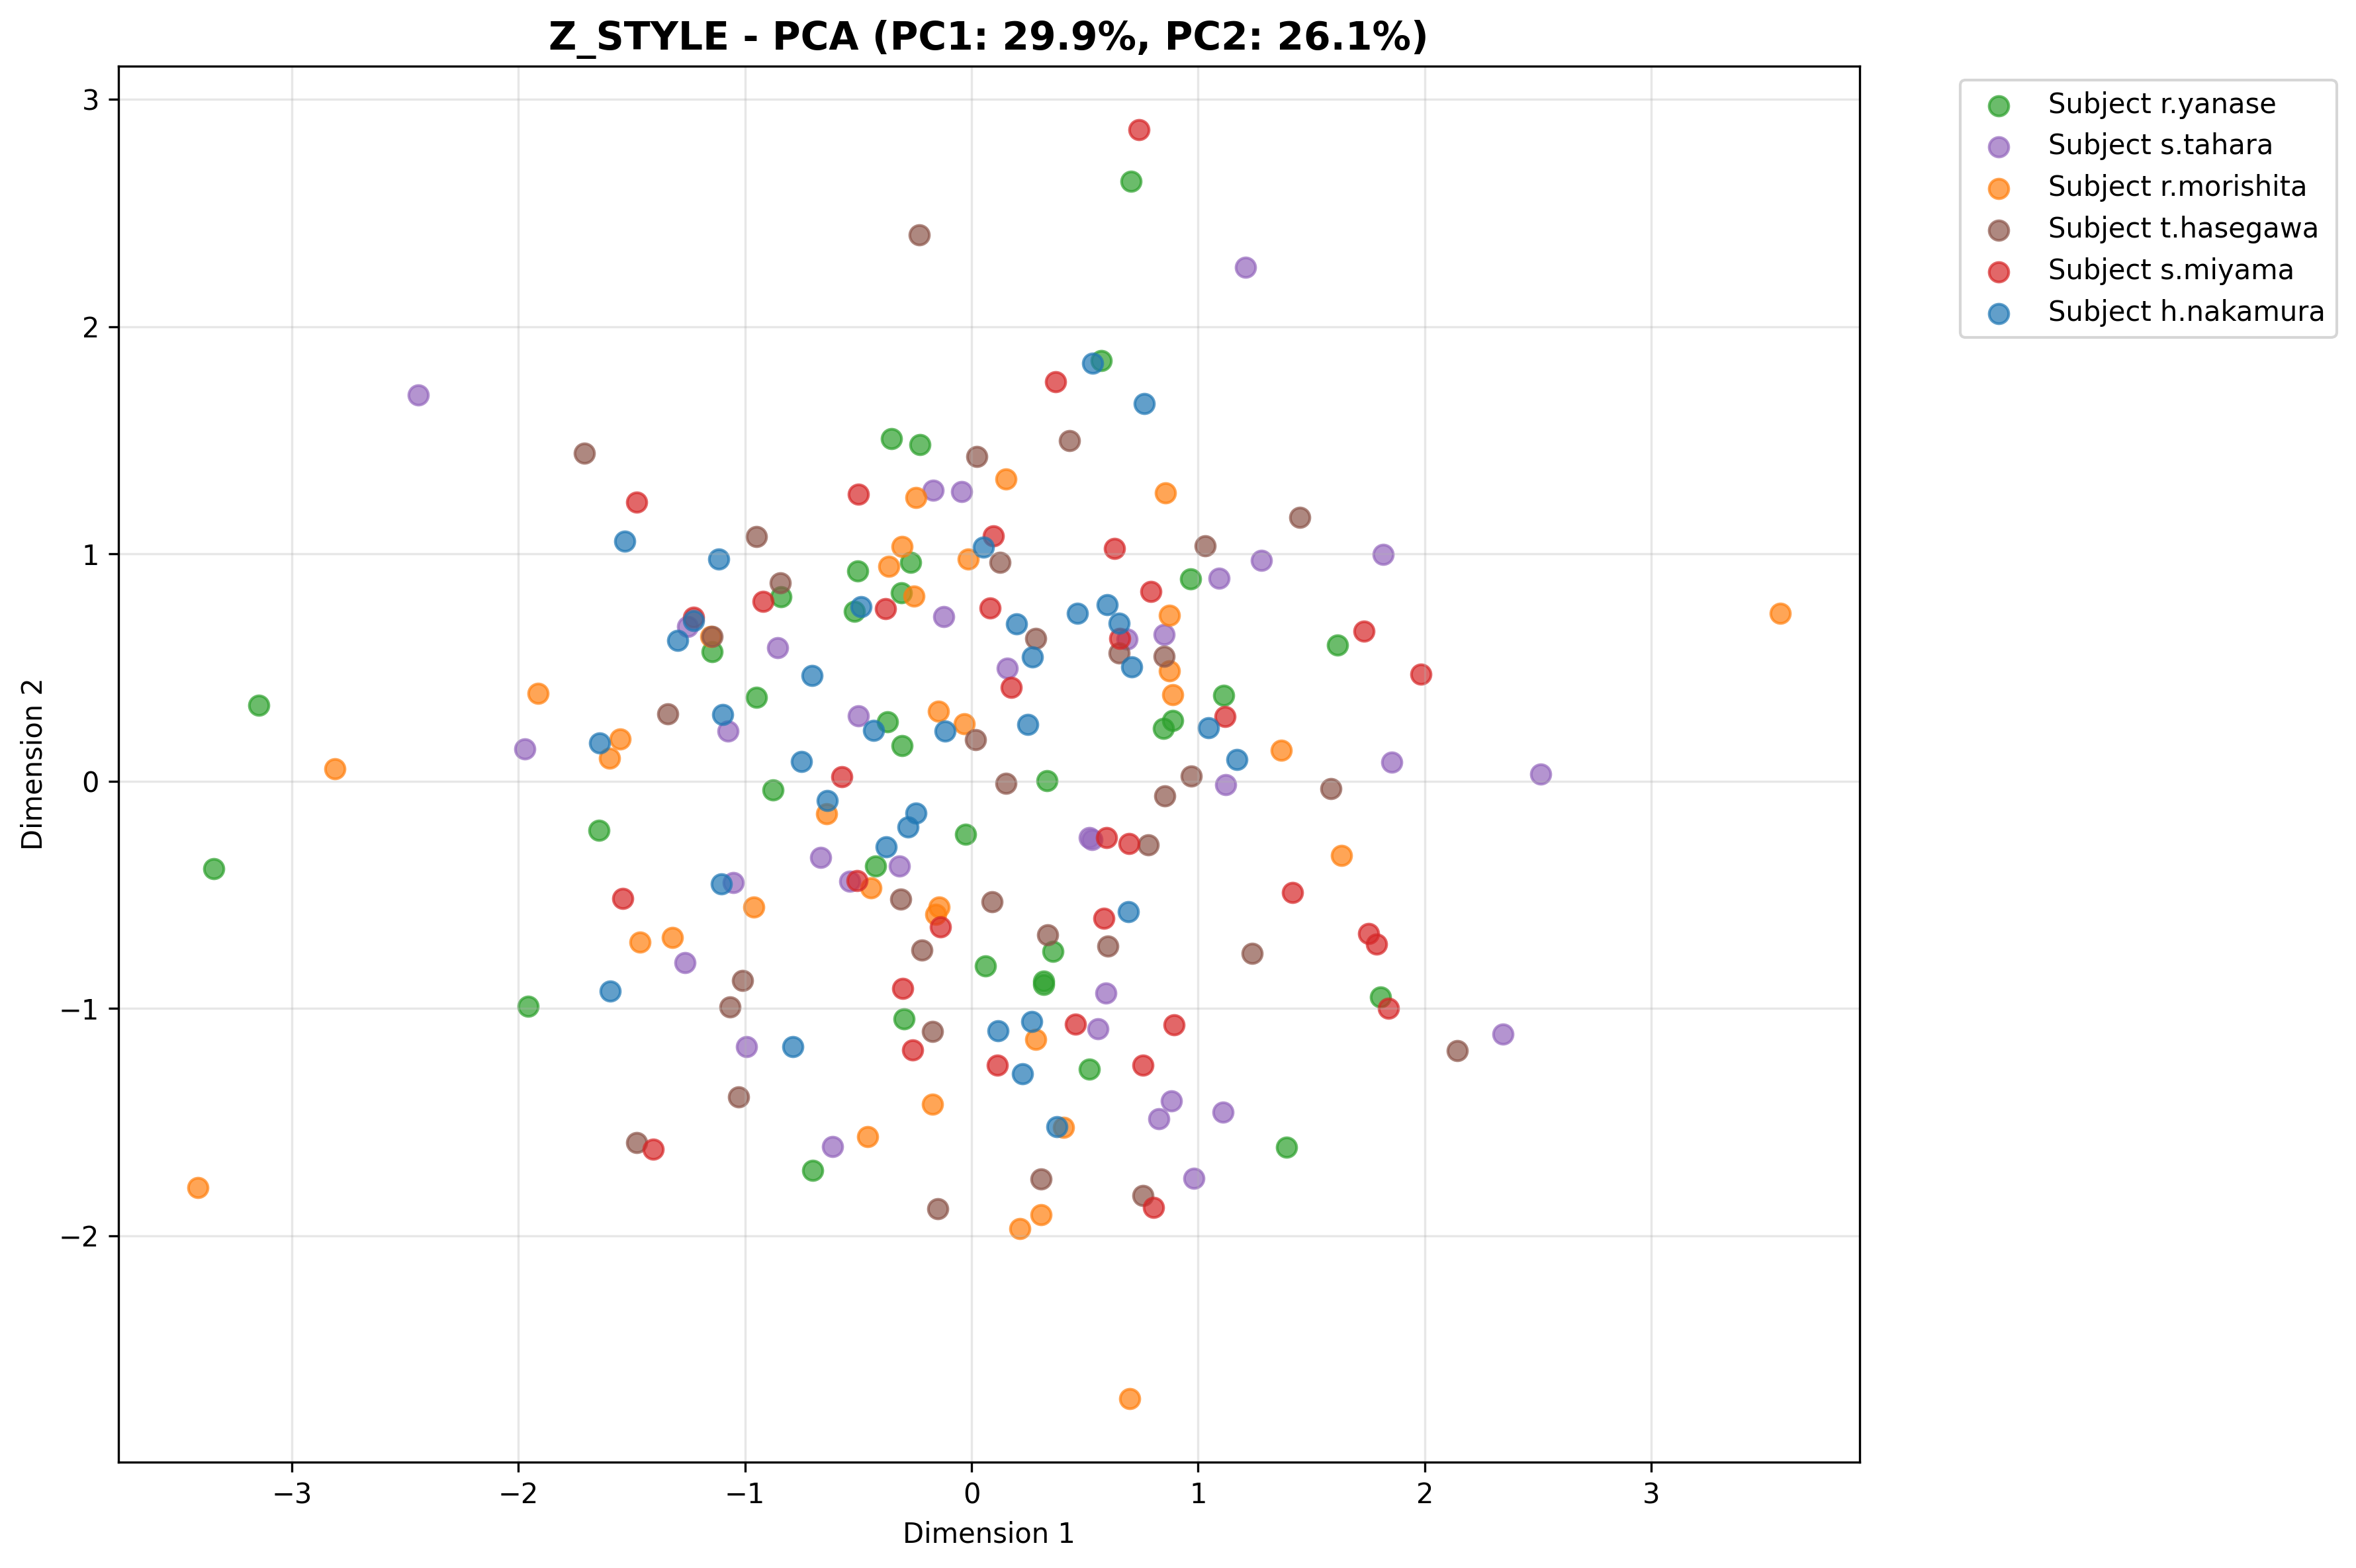 Z_STYLE - PCA (PC1: 29.9%, PC2: 26.1%)
Subject r.yanase
Subject s.tahara
Subject r.morishita
Subject t.hasegawa
Subject s.miyama
Subject h.nakamura
Dimension 2
3
2
1
0
−1
−2
−3
−2
−1
0
1
2
3
Dimension 1